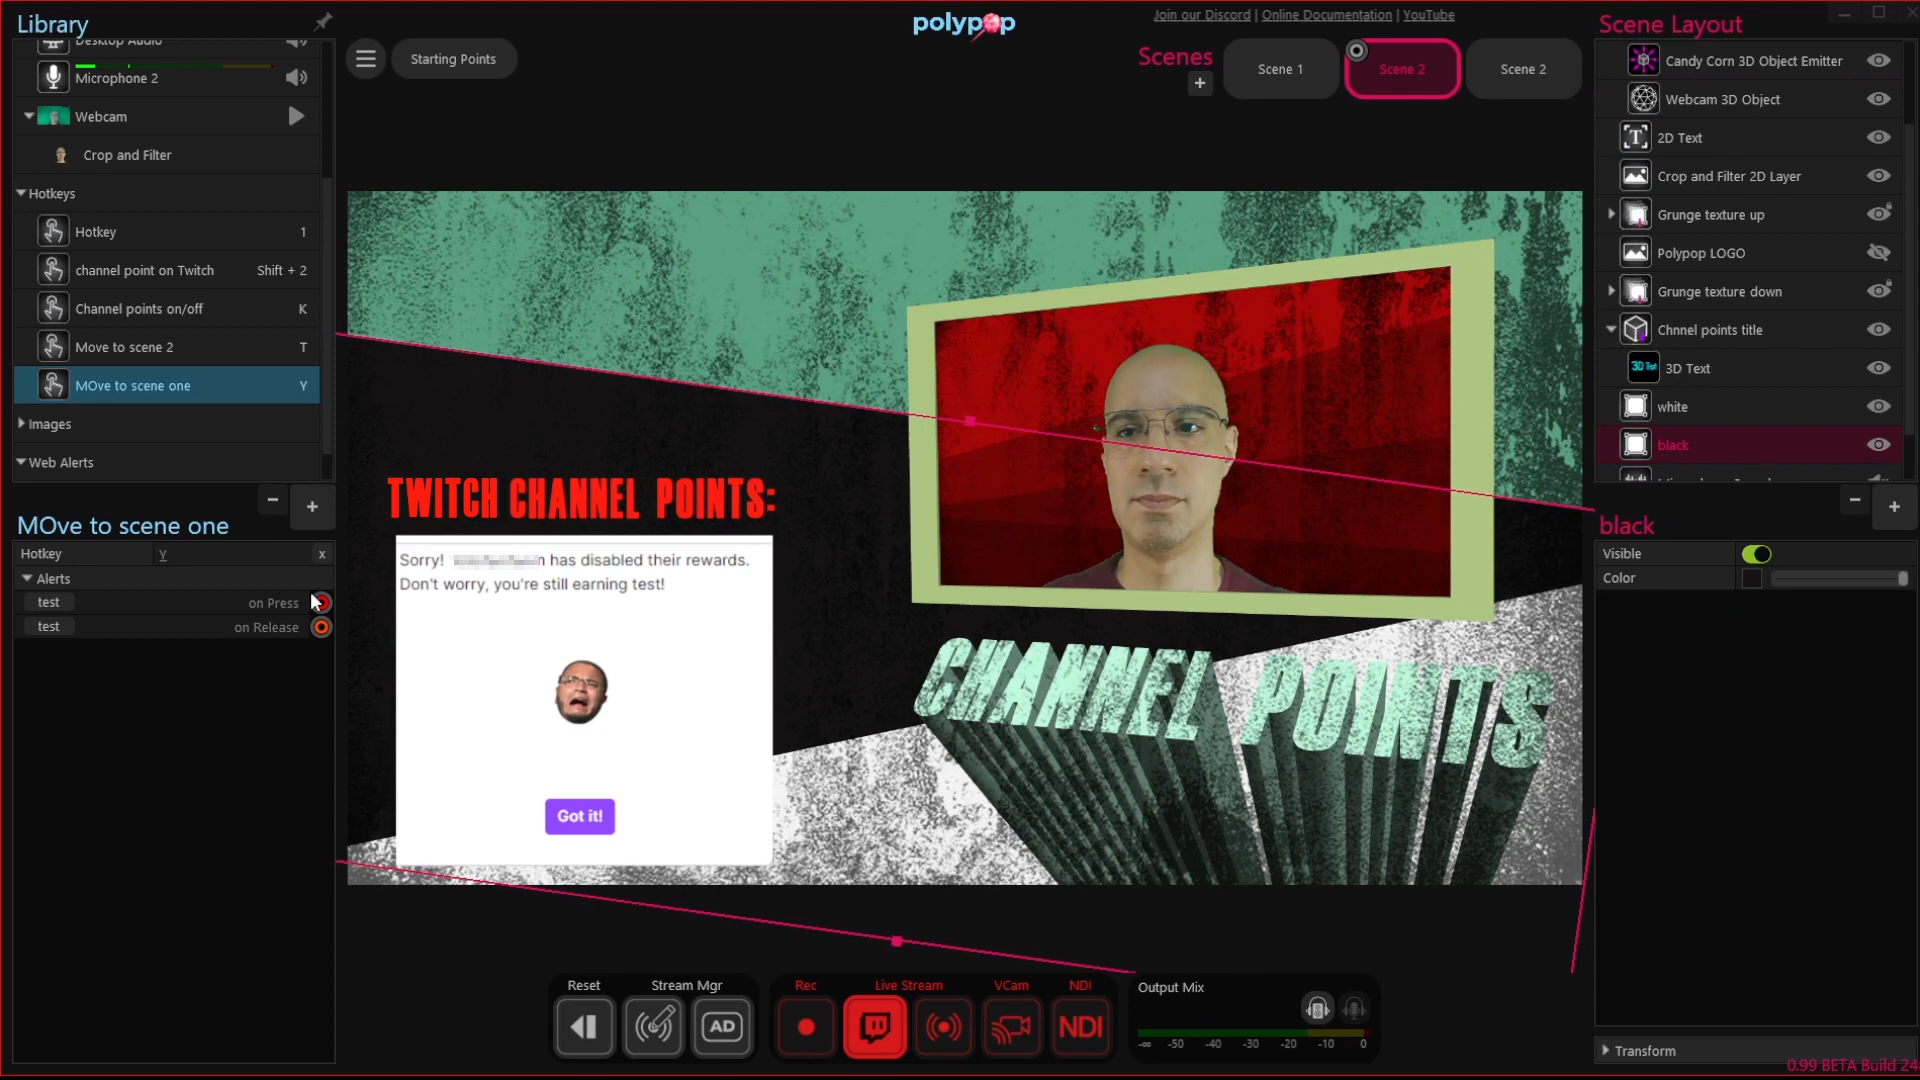 Library
polypop
Join our Discord | Online Documentation | YouTube
Scene Layout
Desktop Audio
Microphone 2
Webcam
Crop and Filter
Hotkeys
Hotkey 1
channel point on Twitch Shift + 2
Channel points on/off K
Move to scene 2 T
MOve to scene one Y
Images
Web Alerts
Starting Points
Scenes
+
Scene 1
Scene 2
Scene 2
Candy Corn 3D Object Emitter
Webcam 3D Object
2D Text
Crop and Filter 2D Layer
Grunge texture up
Polypop LOGO
Grunge texture down
Chnnel points title
3D Text
white
black
MOve to scene one
Hotkey Y x
Alerts
test on Press
test on Release
TWITCH CHANNEL POINTS:
Sorry! n has disabled their rewards.
Don't worry, you're still earning test!
Got it!
CHANNEL POINTS
black
Visible
Color
Reset
Stream Mgr
AD
Rec
Live Stream
VCam
NDI
NDI
Output Mix
-∞ -50 -40 -30 -20 -10 0
Transform
0.99 BETA Build 24